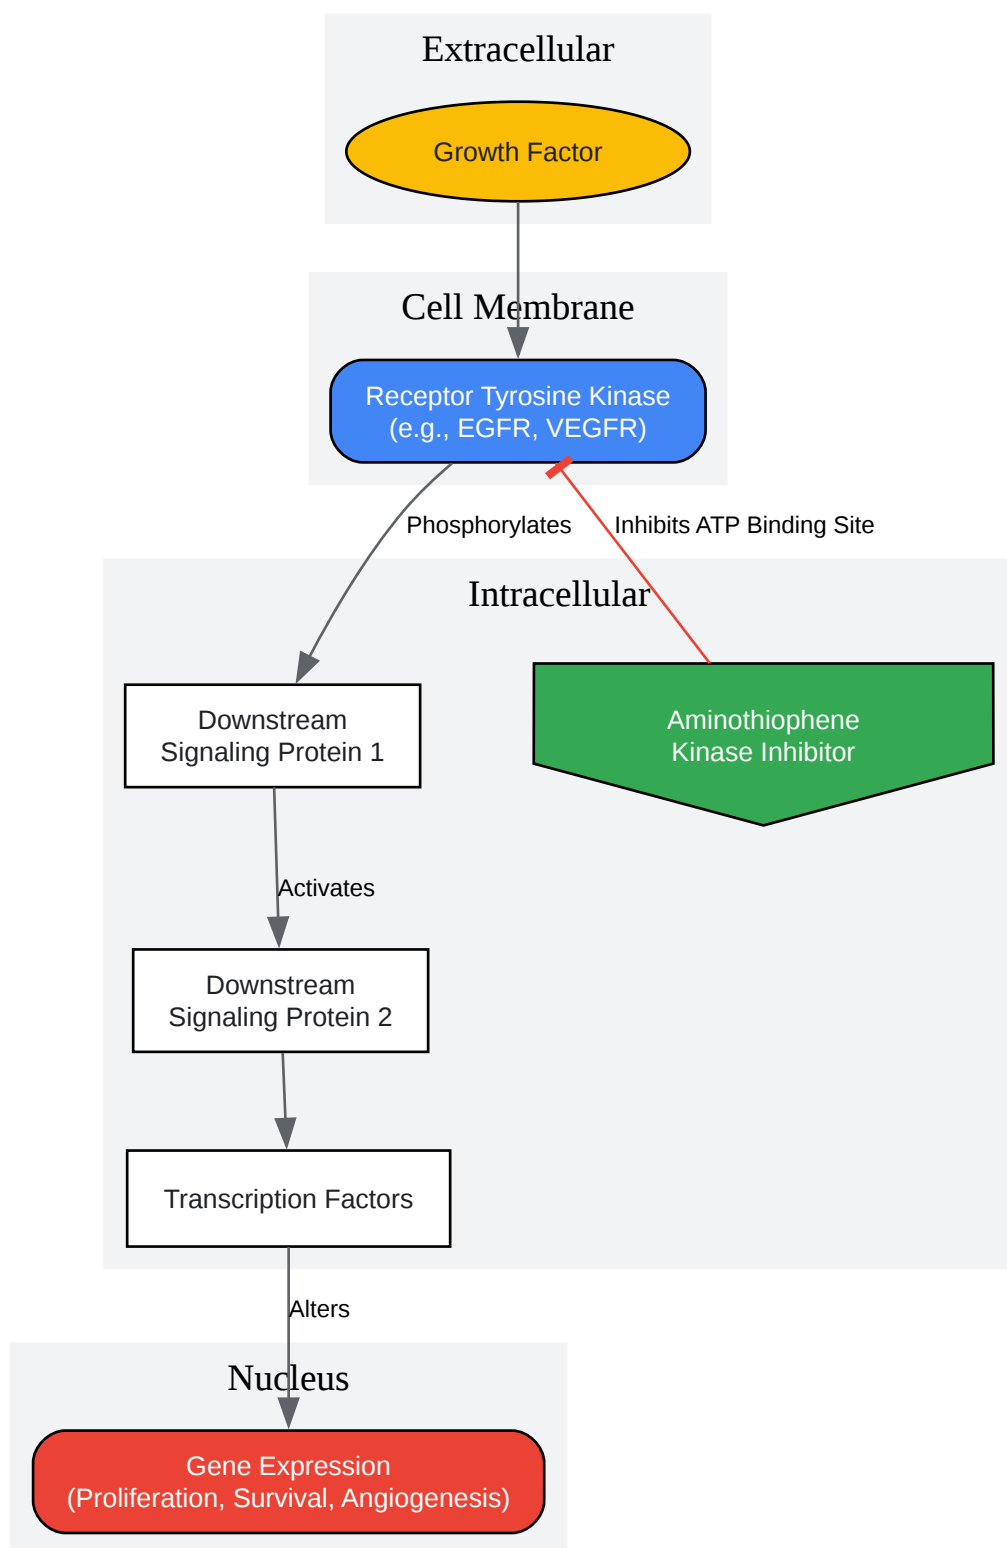 Extracellular
Growth Factor
Cell Membrane
Receptor Tyrosine Kinase
(e.g., EGFR, VEGFR)
Phosphorylates
Inhibits ATP Binding Site
Intracellular
Downstream
Signaling Protein 1
Aminothiophene
Kinase Inhibitor
Activates
Downstream
Signaling Protein 2
Transcription Factors
Alters
Nucleus
Gene Expression
(Proliferation, Survival, Angiogenesis)